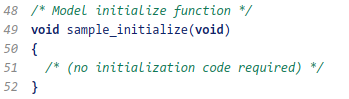 48 /* Model initialize function */
49 void sample_initialize(void)
50 {
51   /* (no initialization code required) */
52 }